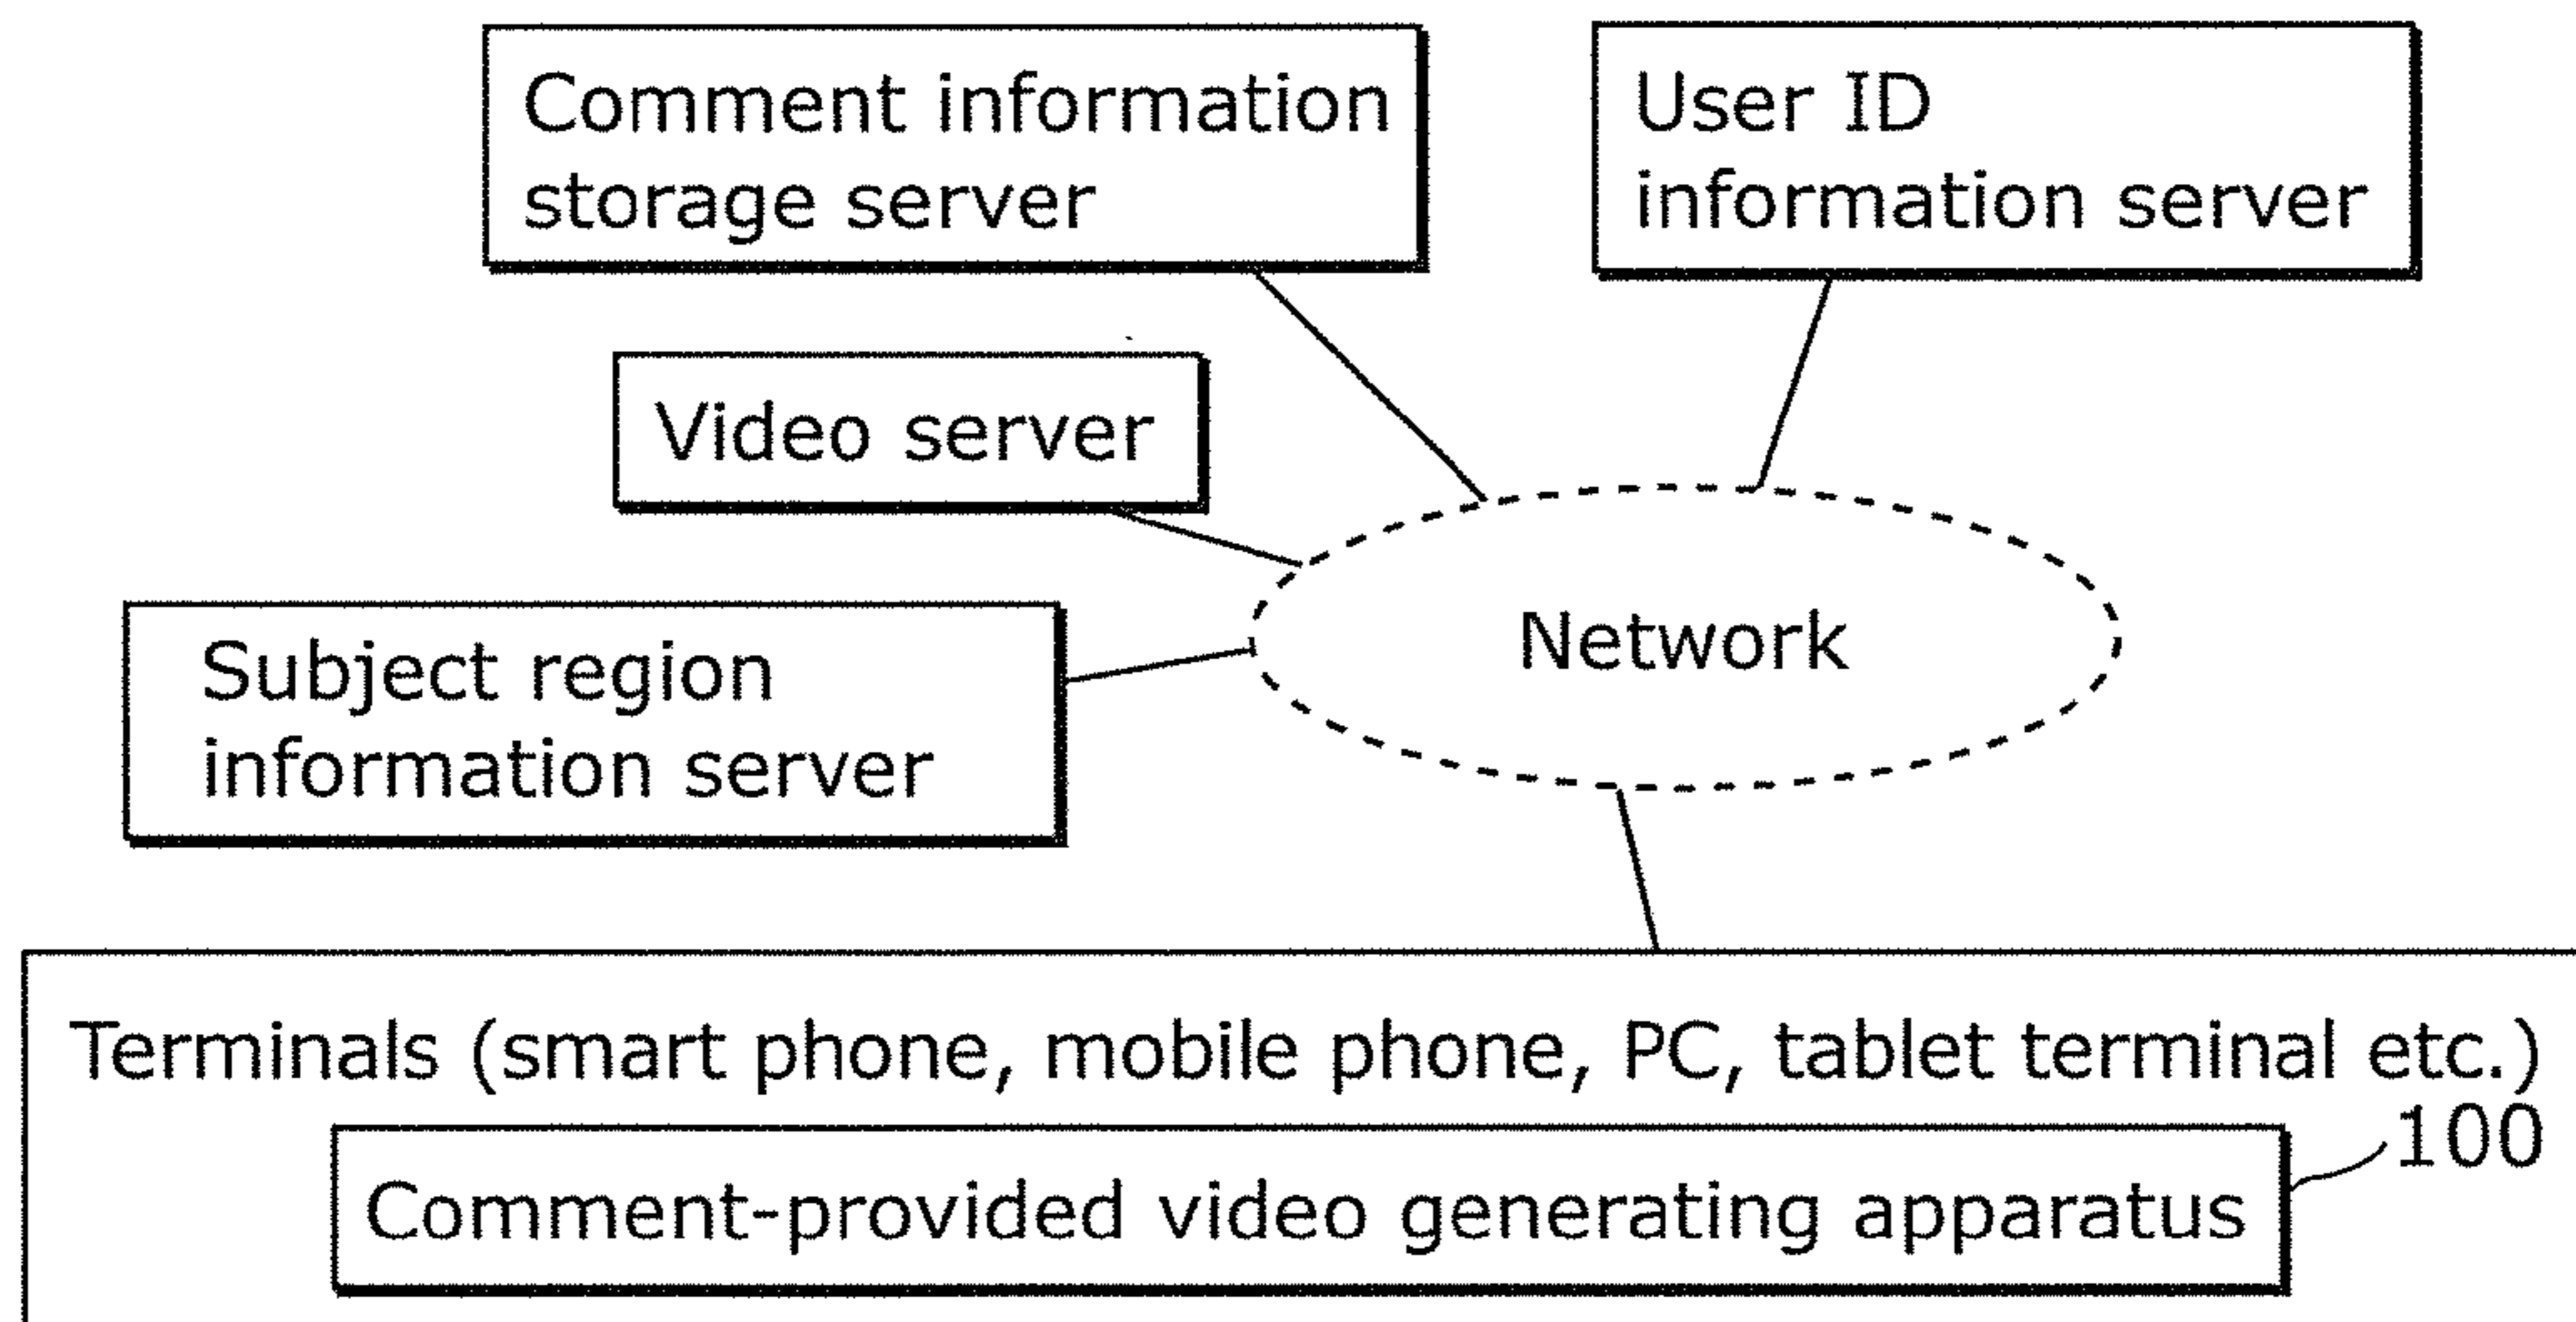 Comment information
storage server
User ID
information server
Video server
Network
Subject region
information server
Terminals (smart phone, mobile phone, PC, tablet terminal etc.)
100
Comment-provided video generating apparatus